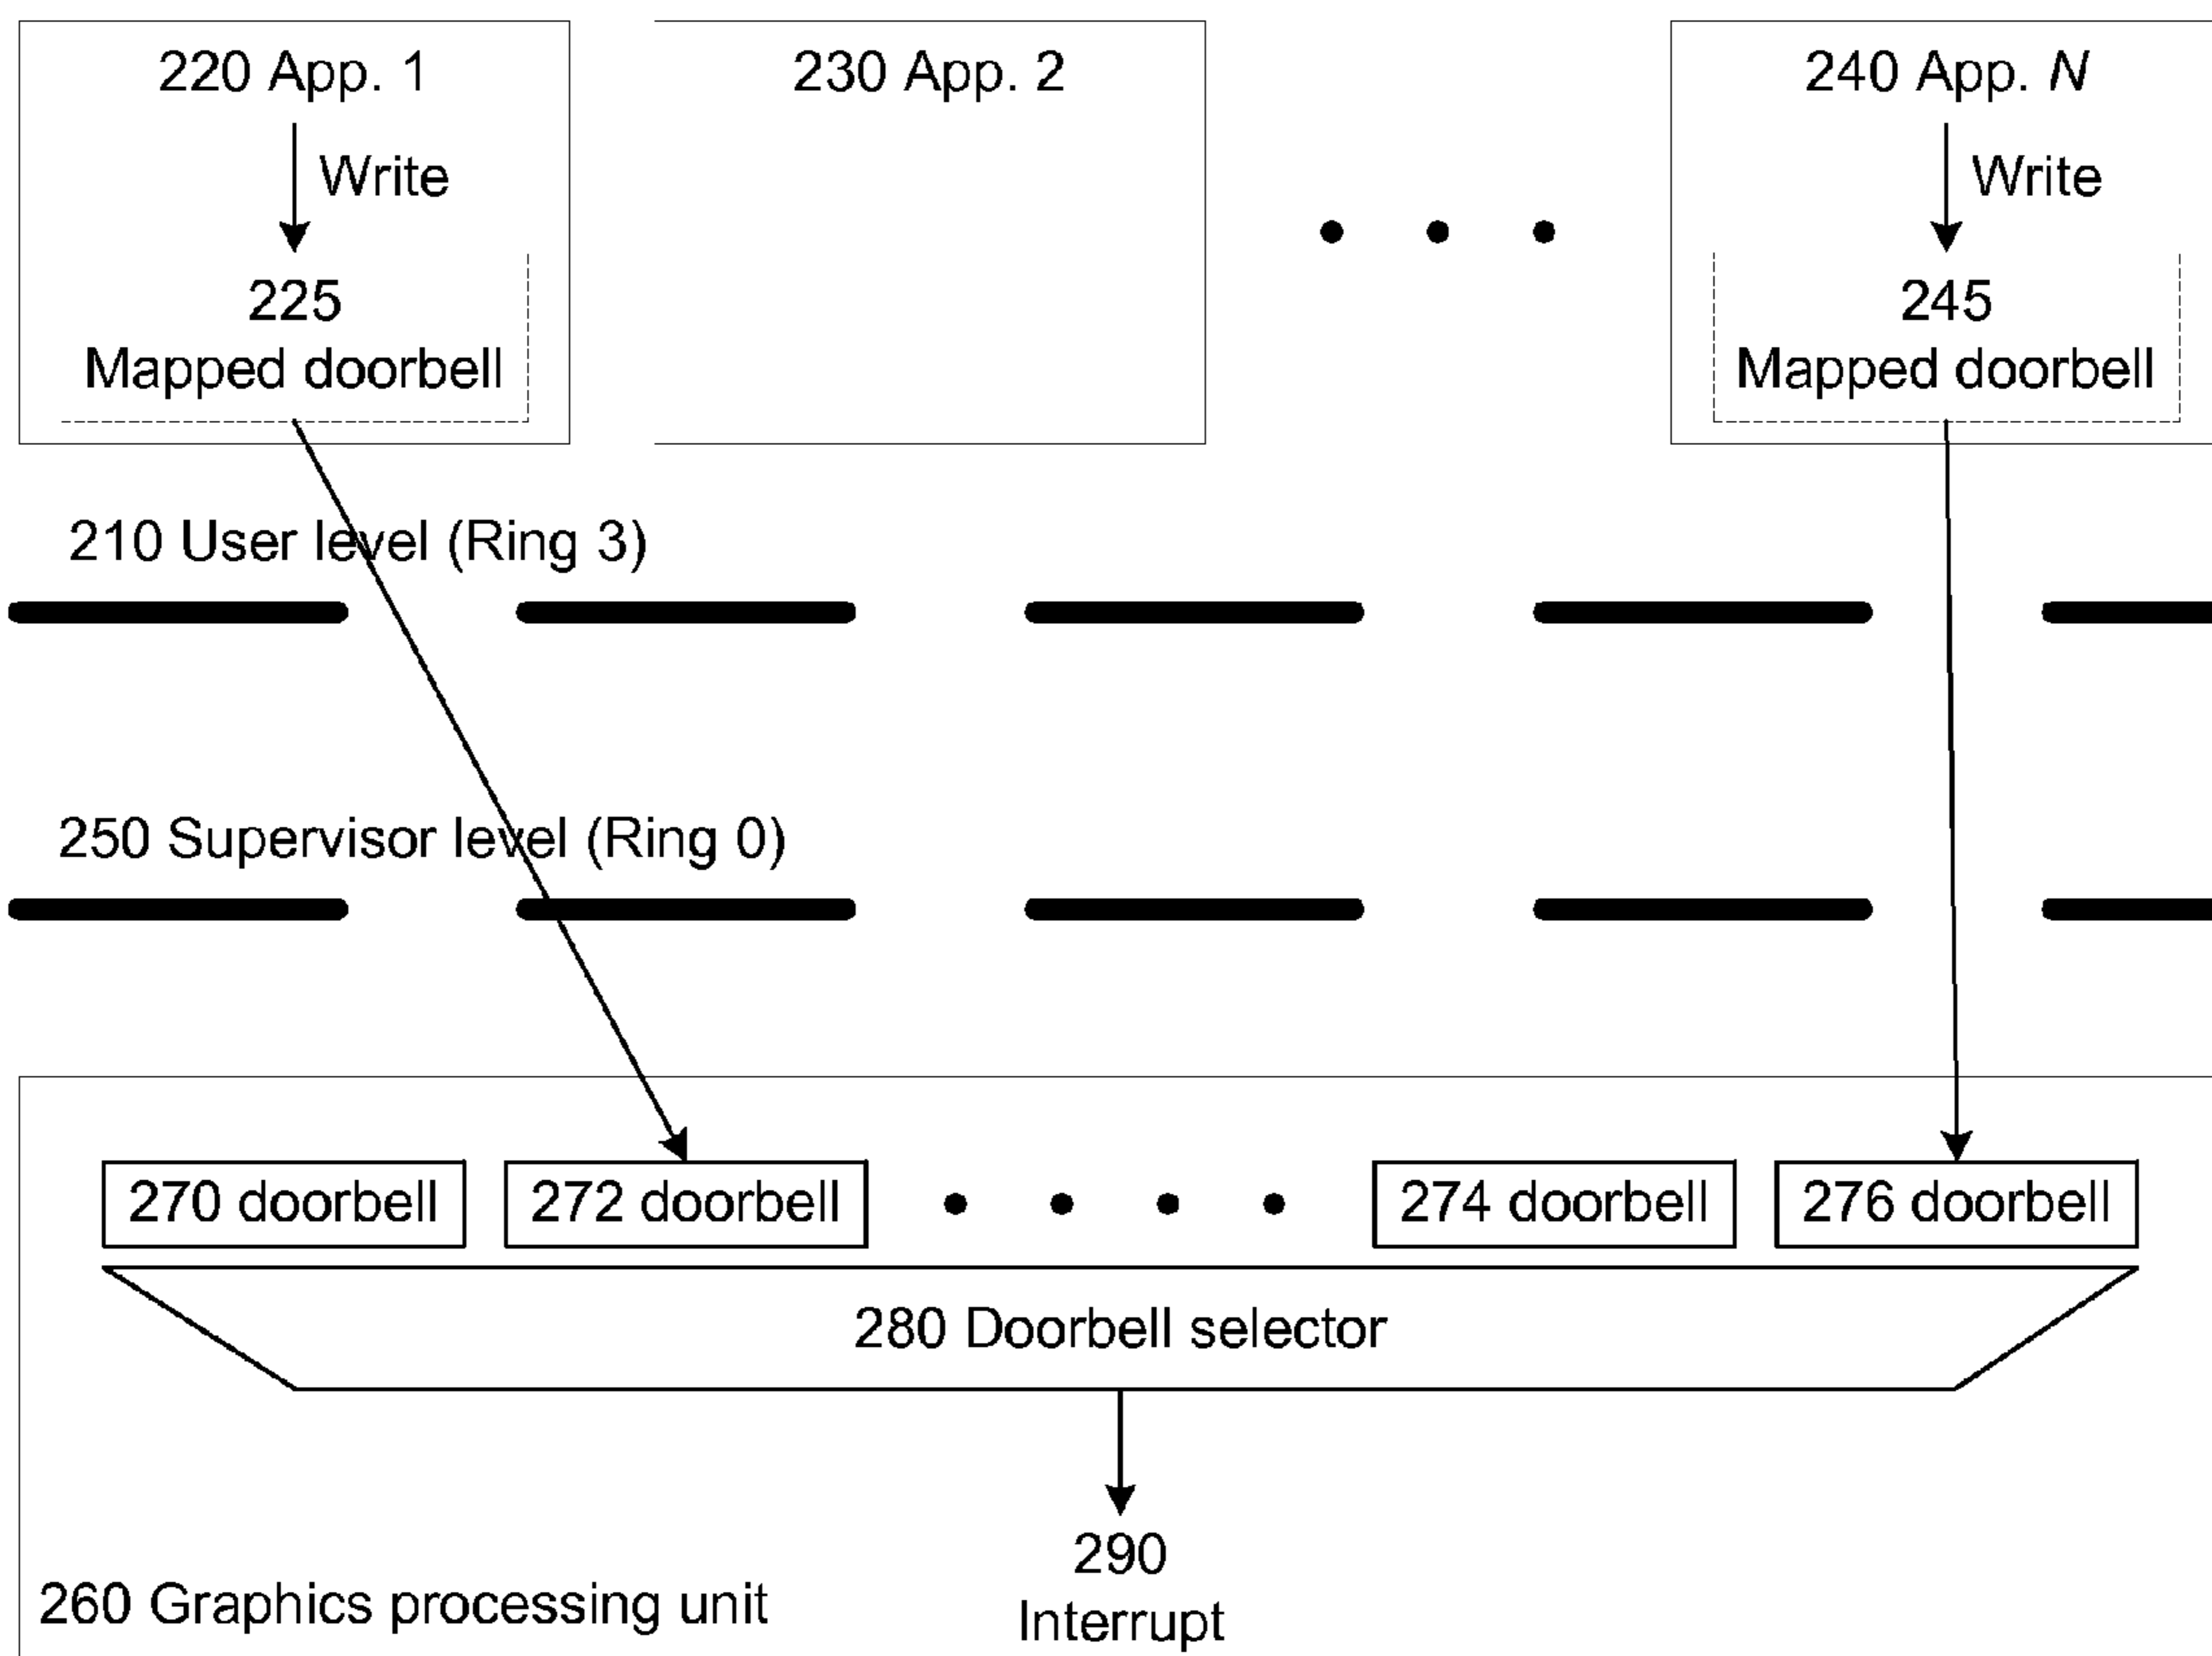 220 App. 1
230 App. 2
240 App. N
Write
Write
225
Mapped doorbell
245
Mapped doorbell
210 User level (Ring 3)
250 Supervisor level (Ring 0)
270 doorbell
272 doorbell
274 doorbell
276 doorbell
280 Doorbell selector
290
Interrupt
260 Graphics processing unit